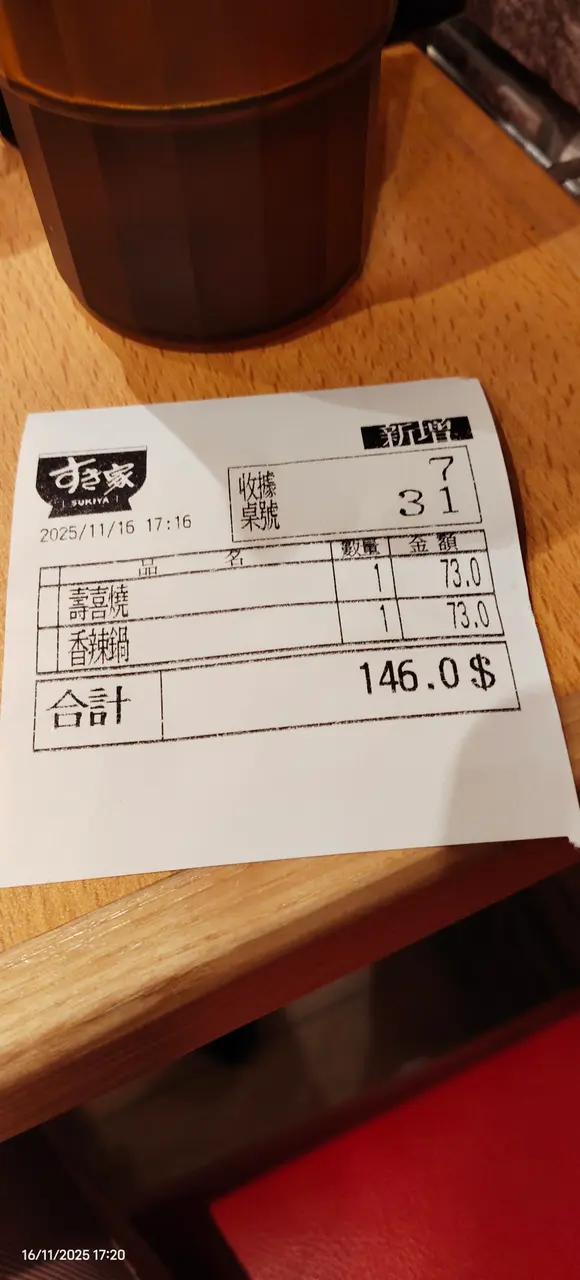 新增
すき家
SUKIYA
2025/11/16 17:16
收據 7
桌號 31
品 名 數量 金額
壽喜燒 1 73.0
香辣鍋 1 73.0
合計 146.0$
16/11/2025 17:20